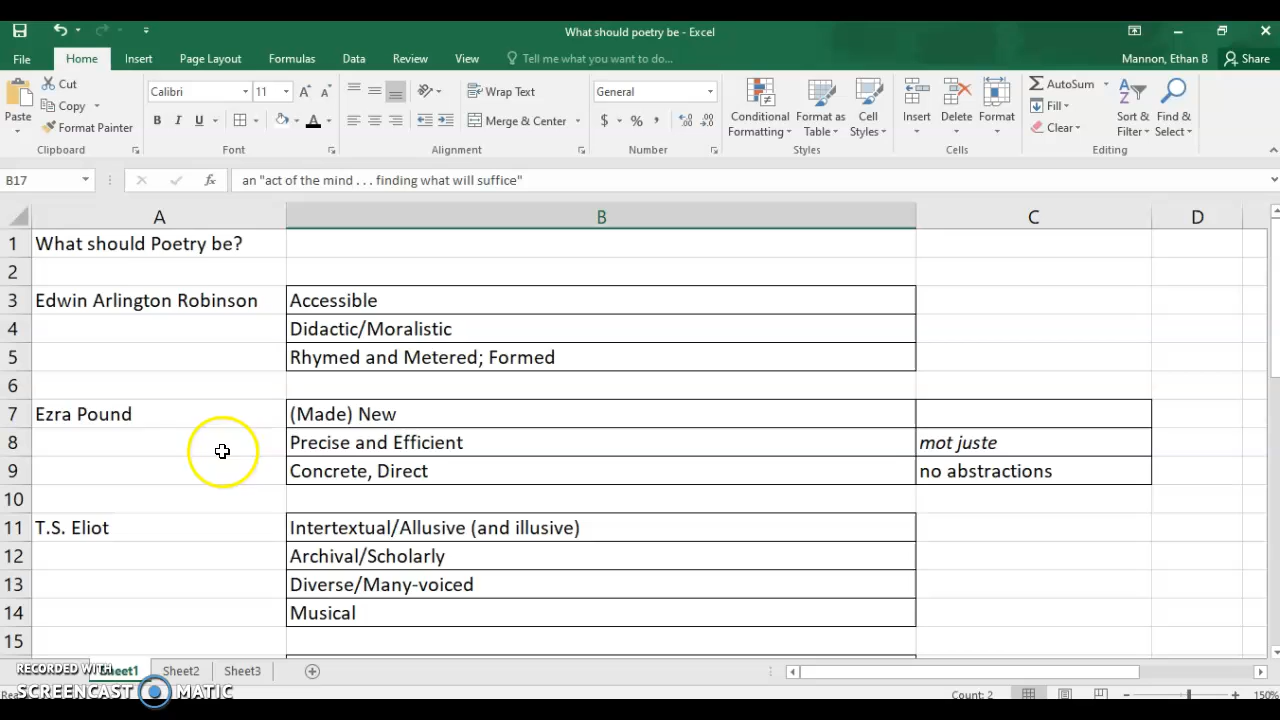 What should poetry be - Excel
File Home Insert Page Layout Formulas Data Review View Tell me what you want to do... Mannon, Ethan B Share
Cut
Copy
Format Painter
Paste
Clipboard
Calibri 11
B I U
Font
Wrap Text
Merge & Center
Alignment
General
$ % ,
Number
Conditional Formatting
Format as Table
Cell Styles
Styles
Insert Delete Format
Cells
AutoSum
Fill
Clear
Sort & Filter
Find & Select
Editing
B17 fx an "act of the mind . . . finding what will suffice"
A B C D
1 What should Poetry be?
2
3 Edwin Arlington Robinson Accessible
4 Didactic/Moralistic
5 Rhymed and Metered; Formed
6
7 Ezra Pound (Made) New
8 Precise and Efficient mot juste
9 Concrete, Direct no abstractions
10
11 T.S. Eliot Intertextual/Allusive (and illusive)
12 Archival/Scholarly
13 Diverse/Many-voiced
14 Musical
15
RECORDED WITH
Sheet1 Sheet2 Sheet3
SCREENCAST MATIC
Count: 2 150%